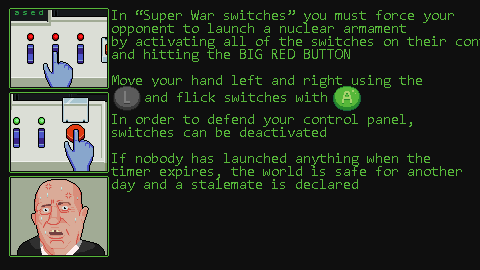 ased
In “Super War switches” you must force your
opponent to launch a nuclear armament
by activating all of the switches on their con
and hitting the BIG RED BUTTON
Move your hand left and right using the
L and flick switches with A
In order to defend your control panel,
switches can be deactivated
If nobody has launched anything when the
timer expires, the world is safe for another
day and a stalemate is declared